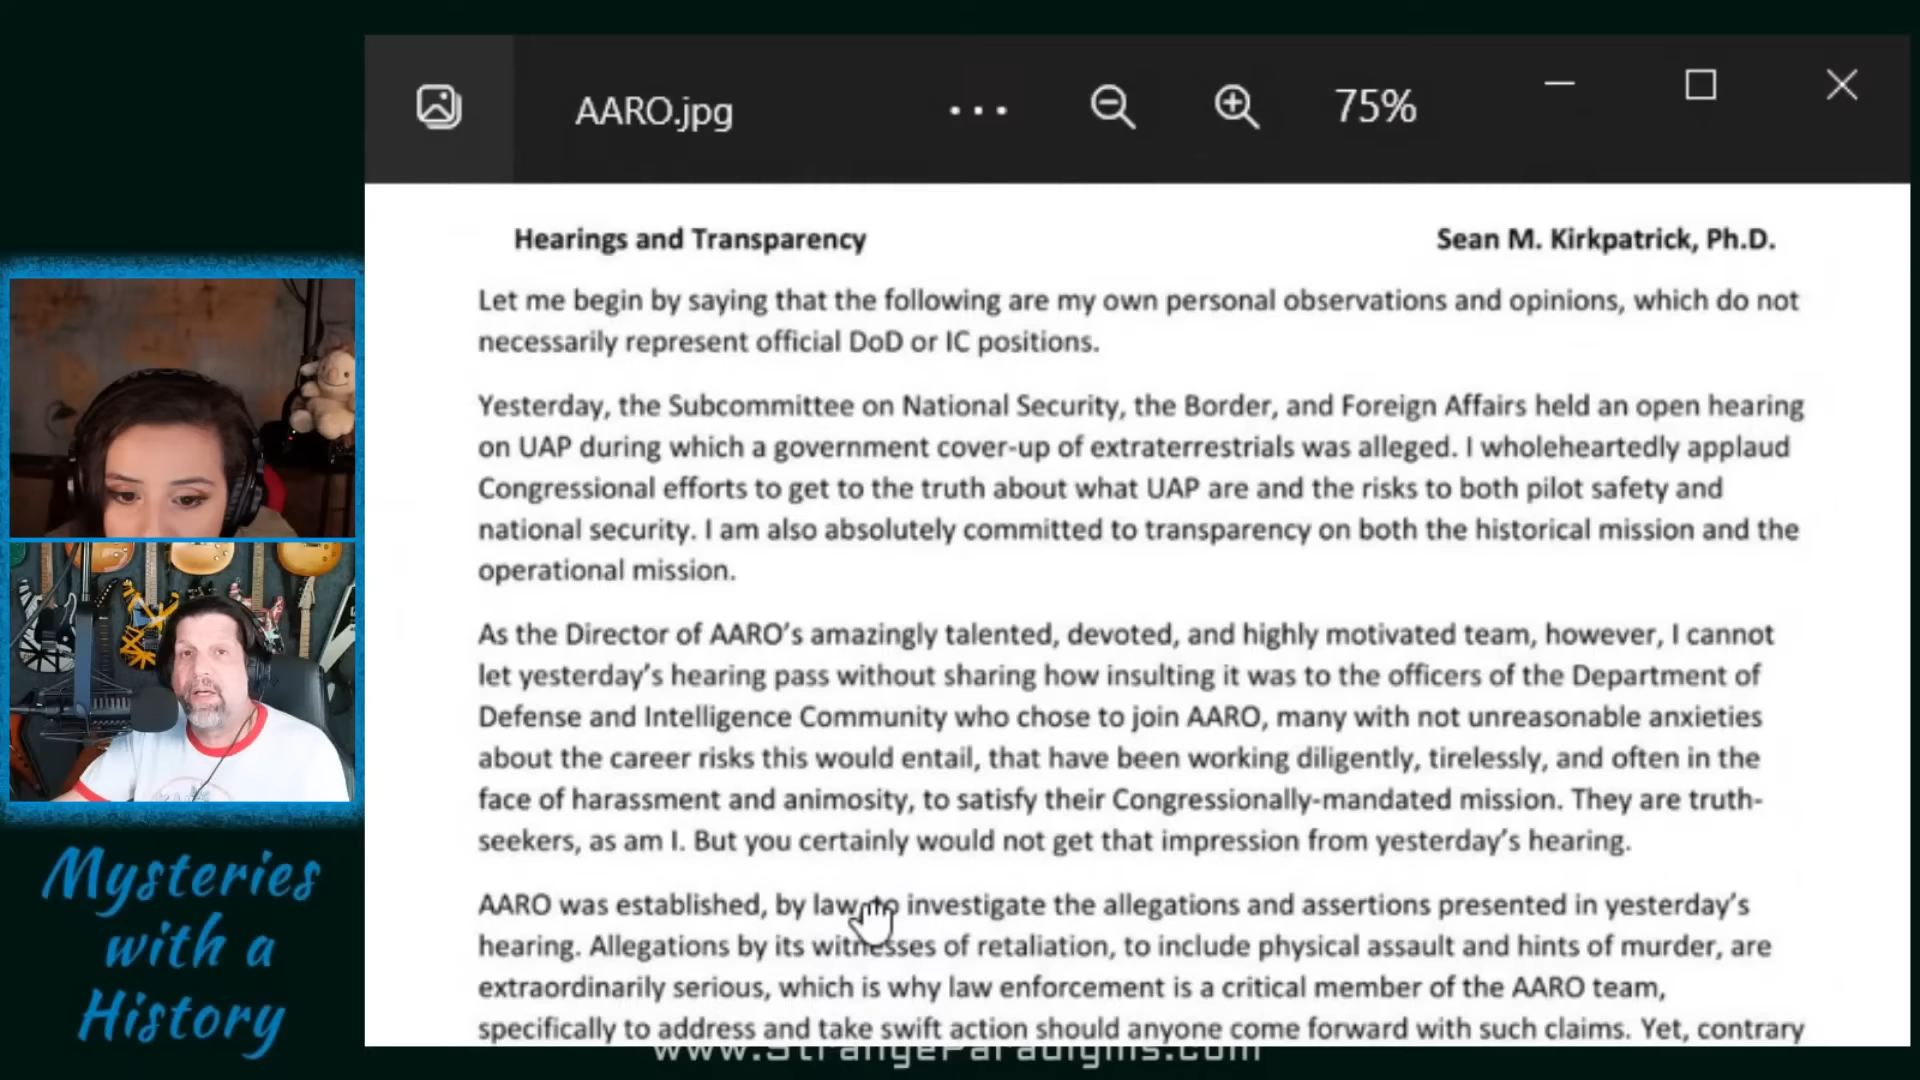 AARO.jpg
75%
Hearings and Transparency
Sean M. Kirkpatrick, Ph.D.
Let me begin by saying that the following are my own personal observations and opinions, which do not
necessarily represent official DoD or IC positions.
Yesterday, the Subcommittee on National Security, the Border, and Foreign Affairs held an open hearing
on UAP during which a government cover-up of extraterrestrials was alleged. I wholeheartedly applaud
Congressional efforts to get to the truth about what UAP are and the risks to both pilot safety and
national security. I am also absolutely committed to transparency on both the historical mission and the
operational mission.
As the Director of AARO's amazingly talented, devoted, and highly motivated team, however, I cannot
let yesterday's hearing pass without sharing how insulting it was to the officers of the Department of
Defense and Intelligence Community who chose to join AARO, many with not unreasonable anxieties
about the career risks this would entail, that have been working diligently, tirelessly, and often in the
face of harassment and animosity, to satisfy their Congressionally-mandated mission. They are truth-
seekers, as am I. But you certainly would not get that impression from yesterday's hearing.
AARO was established, by law, to investigate the allegations and assertions presented in yesterday's
hearing. Allegations by its witnesses of retaliation, to include physical assault and hints of murder, are
extraordinarily serious, which is why law enforcement is a critical member of the AARO team,
specifically to address and take swift action should anyone come forward with such claims. Yet, contrary
Mysteries
with a
History
www.StrangeParadigms.com